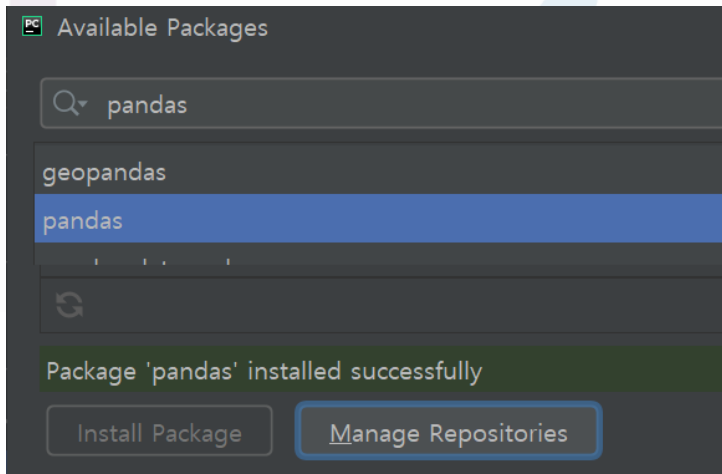 PC Available Packages
pandas
geopandas
pandas
Package 'pandas' installed successfully
Install Package Manage Repositories